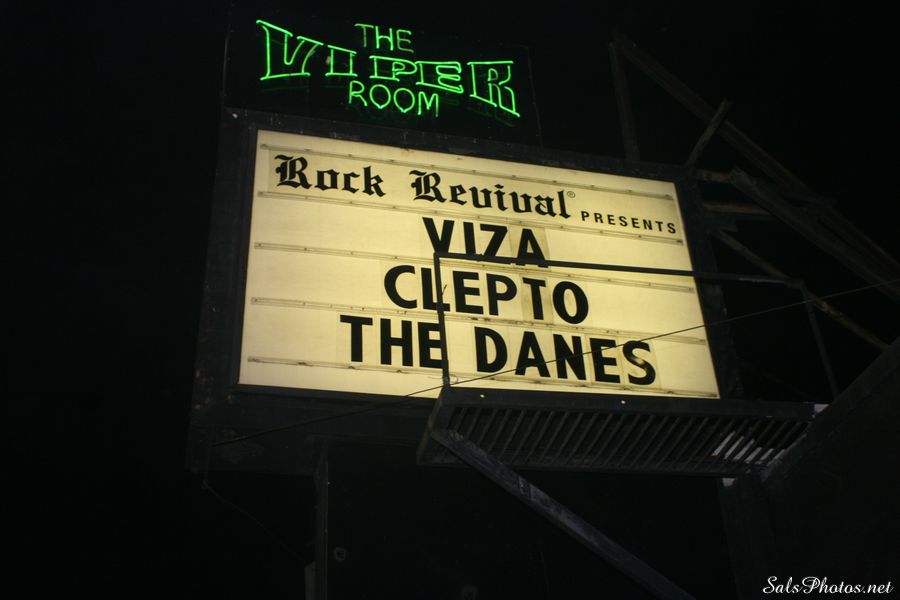 THE
VIPER
ROOM
Rock Revival® PRESENTS
VIZA
CLEPTO
THE DANES
SalsPhotos.net